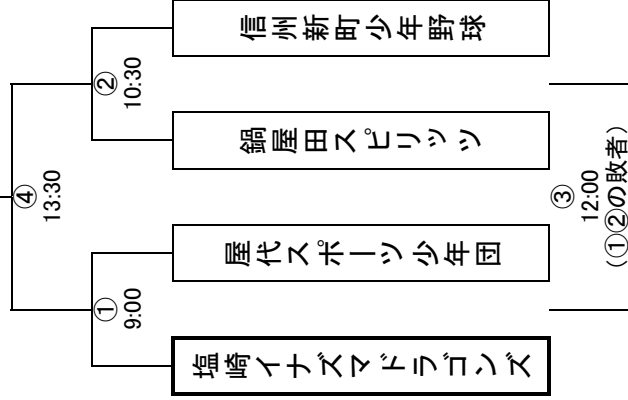 ④
13:30
①
9:00
②
10:30
塩崎イナズマドラゴンズ
屋代スポーツ少年団
鍋屋田スピリッツ
信州新町少年野球
③
12:00
(①②の敗者)